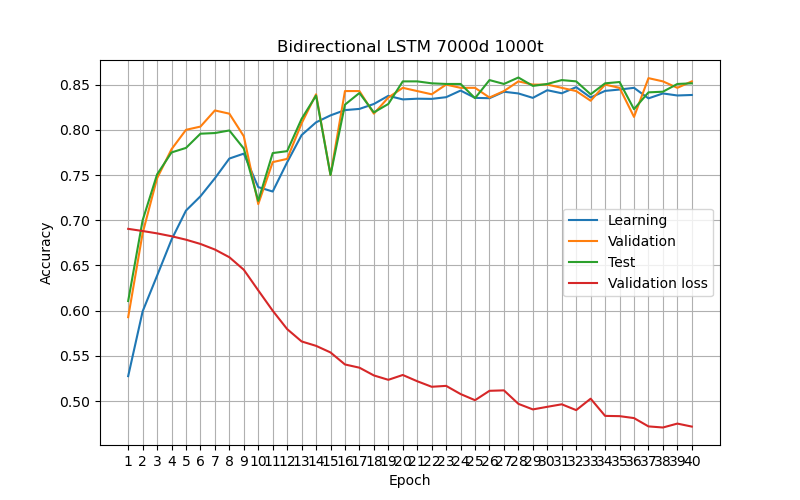 Bidirectional LSTM 7000d 1000t
0.85
0.80
0.75
0.70
0.65
0.60
0.55
0.50
Accuracy
Learning
Validation
Test
Validation loss
1 2 3 4 5 6 7 8 9 10 11 12 13 14 15 16 17 18 19 20 21 22 23 24 25 26 27 28 29 30 31 32 33 34 35 36 37 38 39 40
Epoch